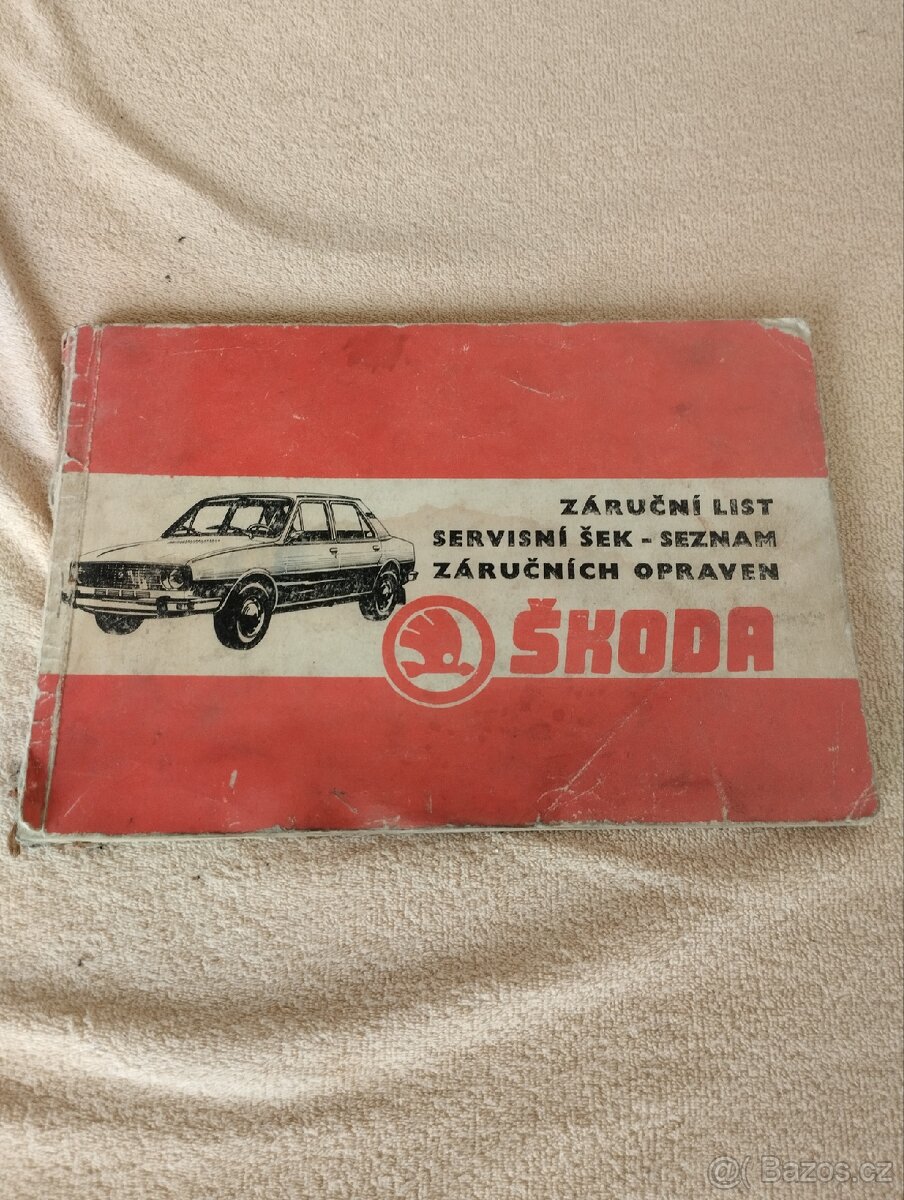 ZÁRUČNÍ LIST
SERVISNÍ ŠEK - SEZNAM
ZÁRUČNÍCH OPRAVEN
ŠKODA
@( Bazos.cz